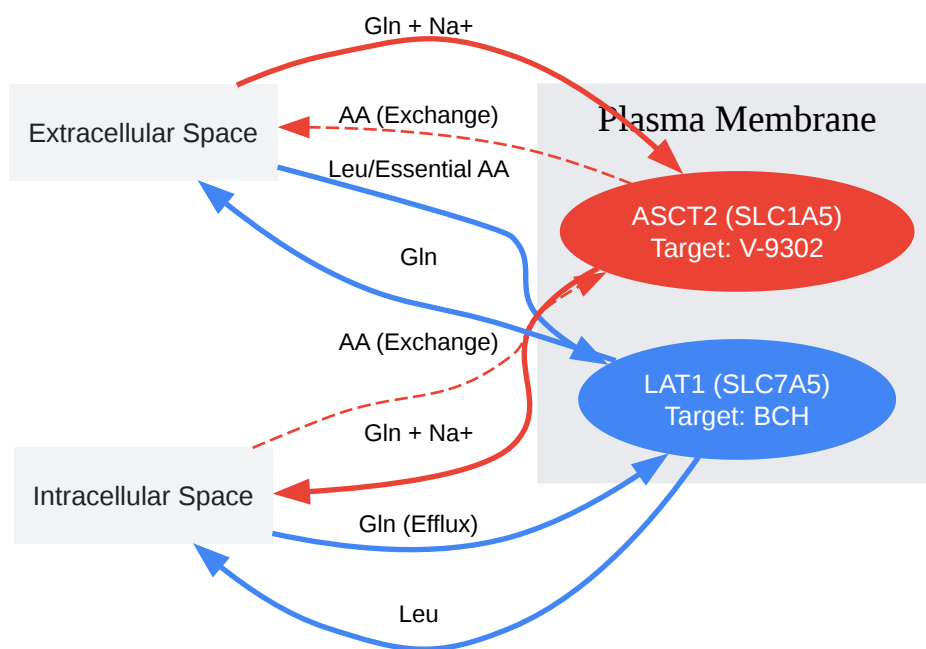 Gln + Na+
AA (Exchange)
Plasma Membrane
Extracellular Space
Leu/Essential AA
ASCT2 (SLC1A5)
Target: V-9302
Gln
AA (Exchange)
LAT1 (SLC7A5)
Target: BCH
Gln + Na+
Intracellular Space
Gln (Efflux)
Leu